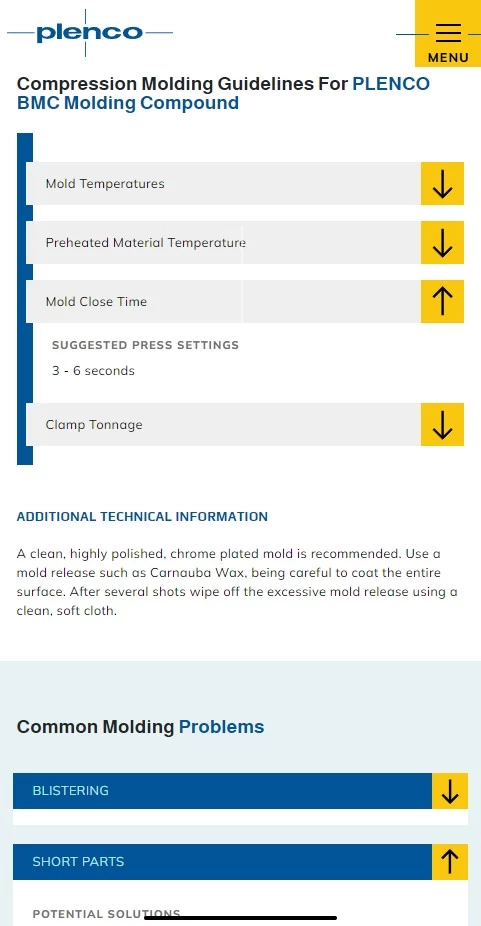 plenco
MENU
Compression Molding Guidelines For PLENCO
BMC Molding Compound
Mold Temperatures
Preheated Material Temperature
Mold Close Time
SUGGESTED PRESS SETTINGS
3 - 6 seconds
Clamp Tonnage
ADDITIONAL TECHNICAL INFORMATION
A clean, highly polished, chrome plated mold is recommended. Use a
mold release such as Carnauba Wax, being careful to coat the entire
surface. After several shots wipe off the excessive mold release using a
clean, soft cloth.
Common Molding Problems
BLISTERING
SHORT PARTS
POTENTIAL SOLUTIONS